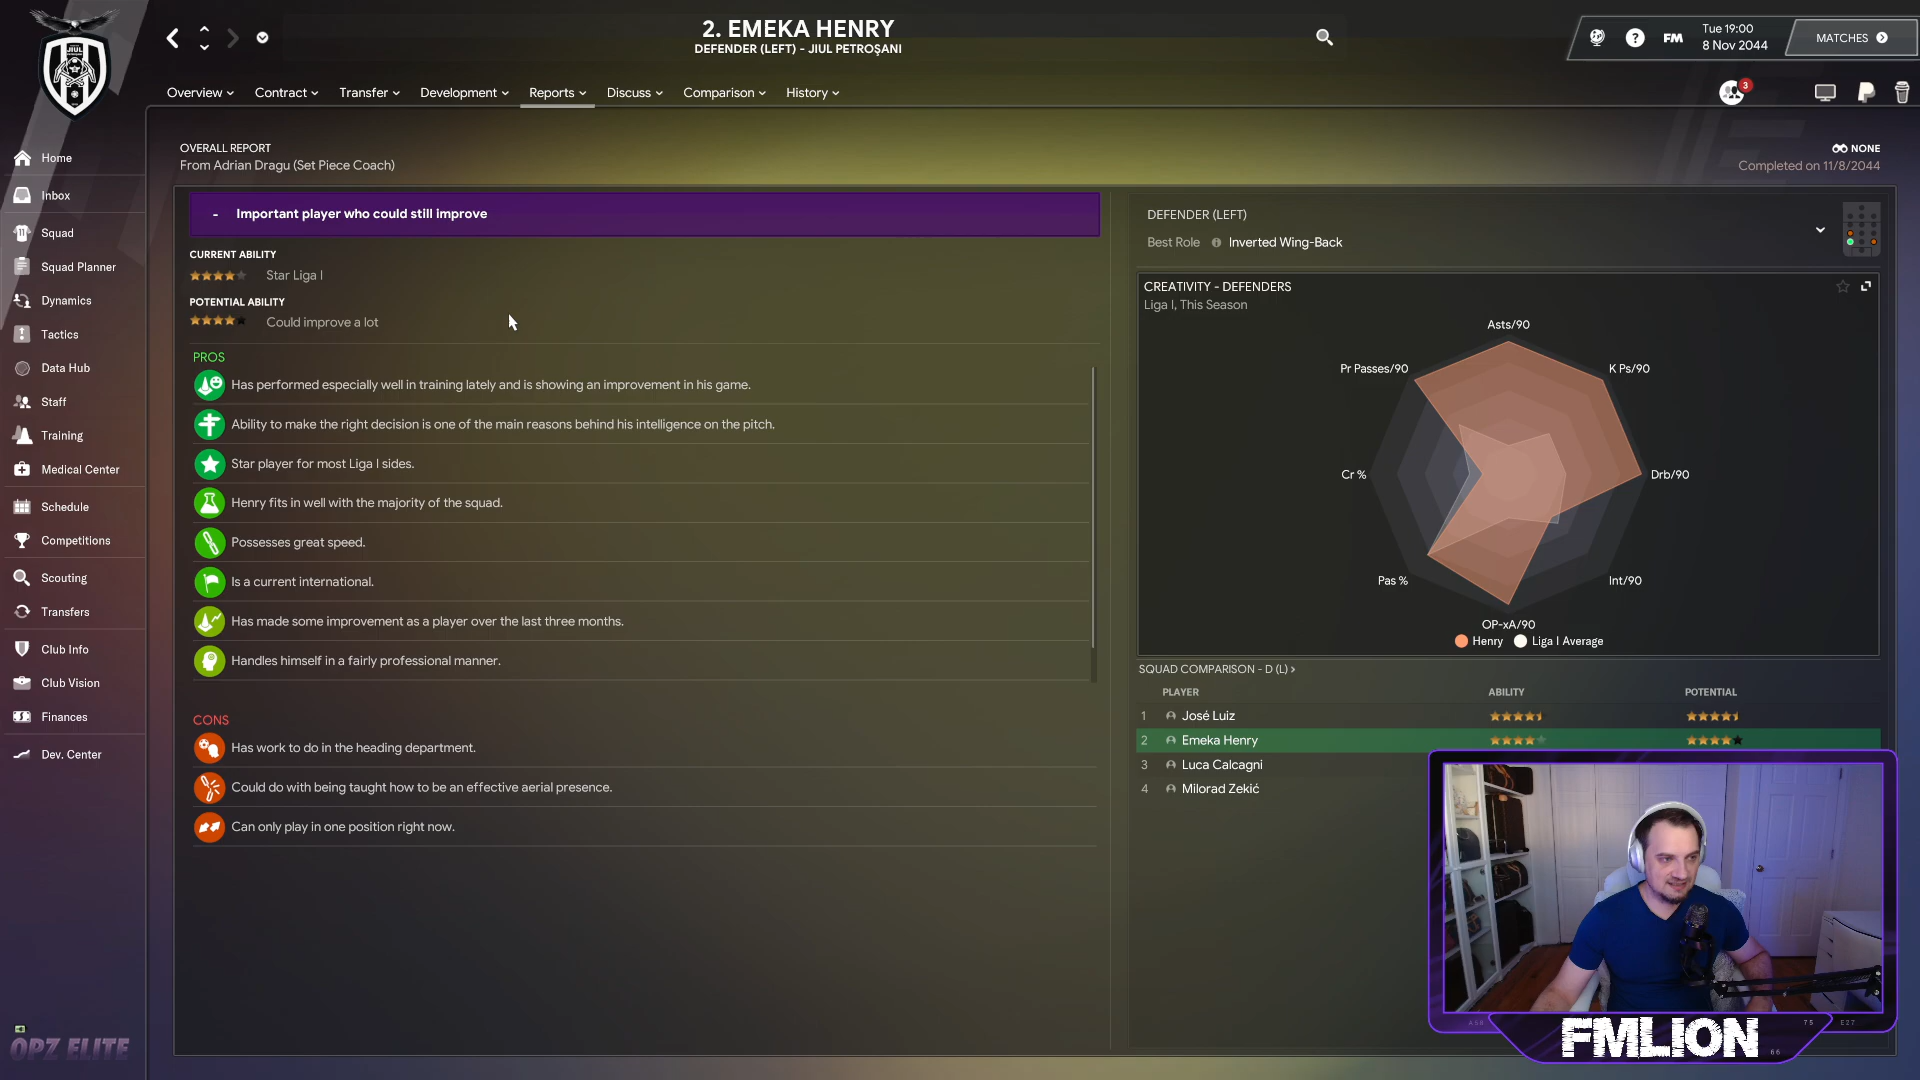 2. EMEKA HENRY
DEFENDER (LEFT) - JIUL PETROȘANI
FM
Tue 19:00
8 Nov 2044
MATCHES
Overview
Contract
Transfer
Development
Reports
Discuss
Comparison
History
3
JIUL
Home
Inbox
Squad
Squad Planner
Dynamics
Tactics
Data Hub
Staff
Training
Medical Center
Schedule
Competitions
Scouting
Transfers
Club Info
Club Vision
Finances
Dev. Center
OPZ ELITE
OVERALL REPORT
From Adrian Dragu (Set Piece Coach)
NONE
Completed on 11/8/2044
- Important player who could still improve
CURRENT ABILITY
Star Liga I
POTENTIAL ABILITY
Could improve a lot
PROS
Has performed especially well in training lately and is showing an improvement in his game.
Ability to make the right decision is one of the main reasons behind his intelligence on the pitch.
Star player for most Liga I sides.
Henry fits in well with the majority of the squad.
Possesses great speed.
Is a current international.
Has made some improvement as a player over the last three months.
Handles himself in a fairly professional manner.
CONS
Has work to do in the heading department.
Could do with being taught how to be an effective aerial presence.
Can only play in one position right now.
DEFENDER (LEFT)
Best Role Inverted Wing-Back
CREATIVITY - DEFENDERS
Liga I, This Season
Asts/90
Pr Passes/90
K Ps/90
Cr %
Drb/90
Pas %
Int/90
OP-xA/90
Henry
Liga I Average
SQUAD COMPARISON - D (L) >
PLAYER ABILITY POTENTIAL
1 José Luiz
2 Emeka Henry
3 Luca Calcagni
4 Milorad Zekić
75 E27
FMLION
66